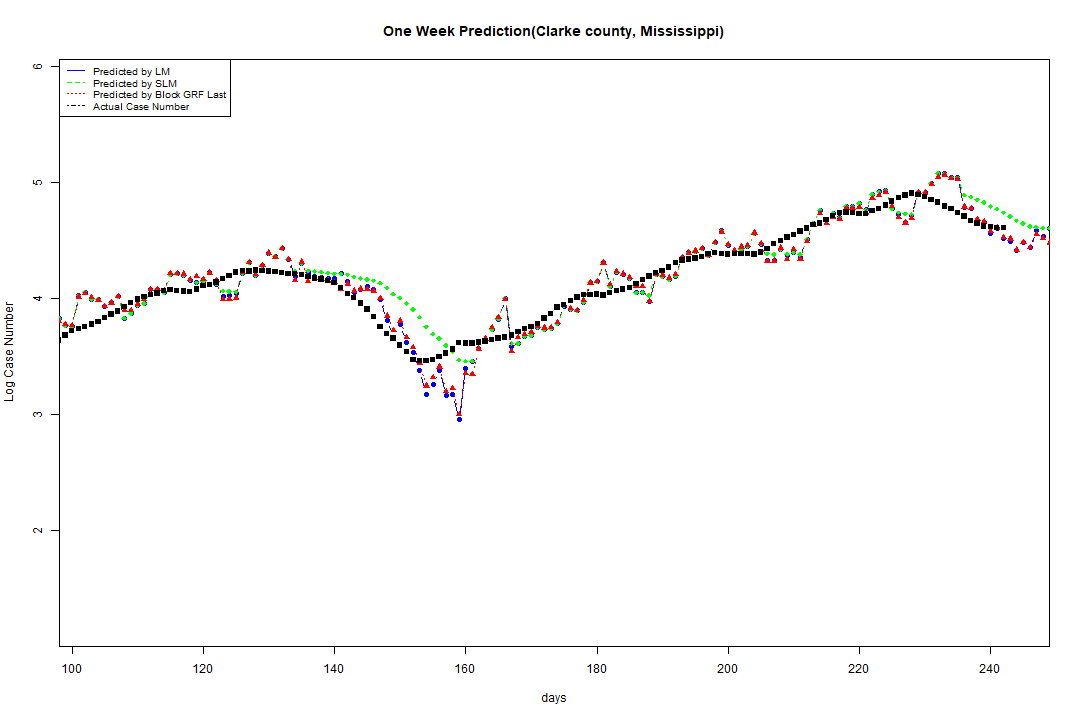 One Week Prediction(Clarke county, Mississippi)
Predicted by LM
Predicted by SLM
Predicted by Block GRF Last
Actual Case Number
6
5
4
3
2
Log Case Number
100 120 140 160 180 200 220 240
days